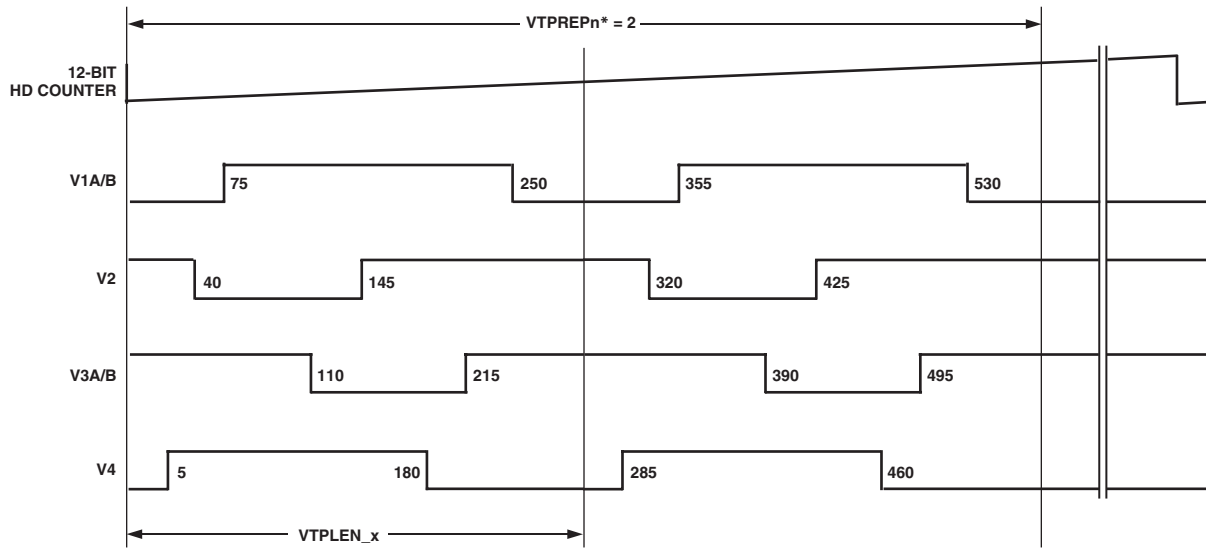 VTPREPn* = 2
12-BIT
HD COUNTER
V1A/B
75
250
355
530
V2
40
145
320
425
V3A/B
110
215
390
495
V4
5
180
285
460
VTPLEN_x